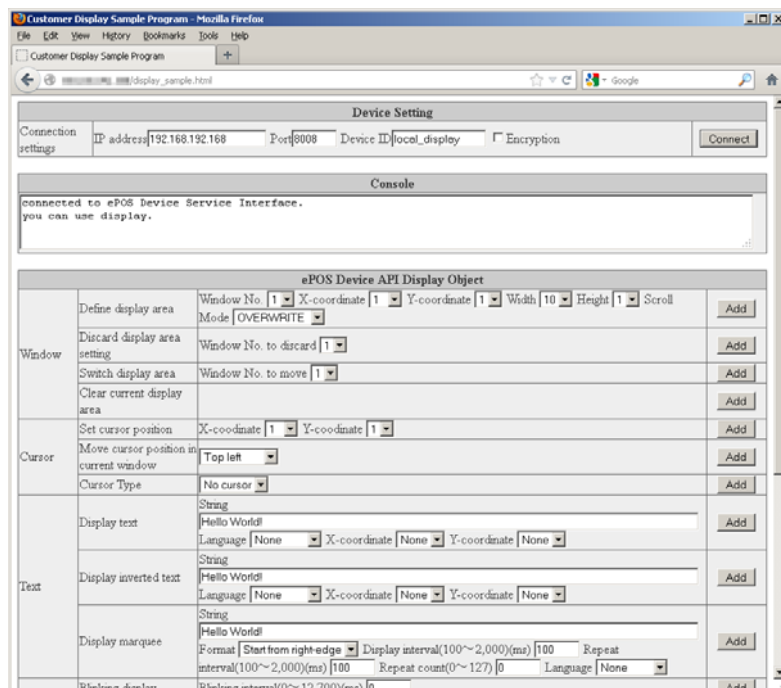 Customer Display Sample Program - Mozilla Firefox
File Edit View History Bookmarks Tools Help
Customer Display Sample Program +
/display_sample.html Google
Device Setting
Connection settings
IP address 192.168.192.168 Port 8008 Device ID local_display Encryption Connect
Console
connected to ePOS Device Service Interface.
you can use display.
ePOS Device API Display Object
Window
Define display area
Window No. 1 X-coordinate 1 Y-coordinate 1 Width 10 Height 1 Scroll
Mode OVERWRITE
Add
Discard display area
setting
Window No. to discard 1
Add
Switch display area
Window No. to move 1
Add
Clear current display
area
Add
Cursor
Set cursor position
X-coodinate 1 Y-coodinate 1
Add
Move cursor position in
current window
Top left
Add
Cursor Type
No cursor
Add
Text
Display text
String
Hello World!
Language None X-coordinate None Y-coordinate None
Add
Display inverted text
String
Hello World!
Language None X-coordinate None Y-coordinate None
Add
Display marquee
String
Hello World!
Format Start from right-edge Display interval(100~2,000)(ms) 100 Repeat
interval(100~2,000)(ms) 100 Repeat count(0~127) 0 Language None
Add
Blinking display
Blinking interval(0~12,700)(ms) 0
Add